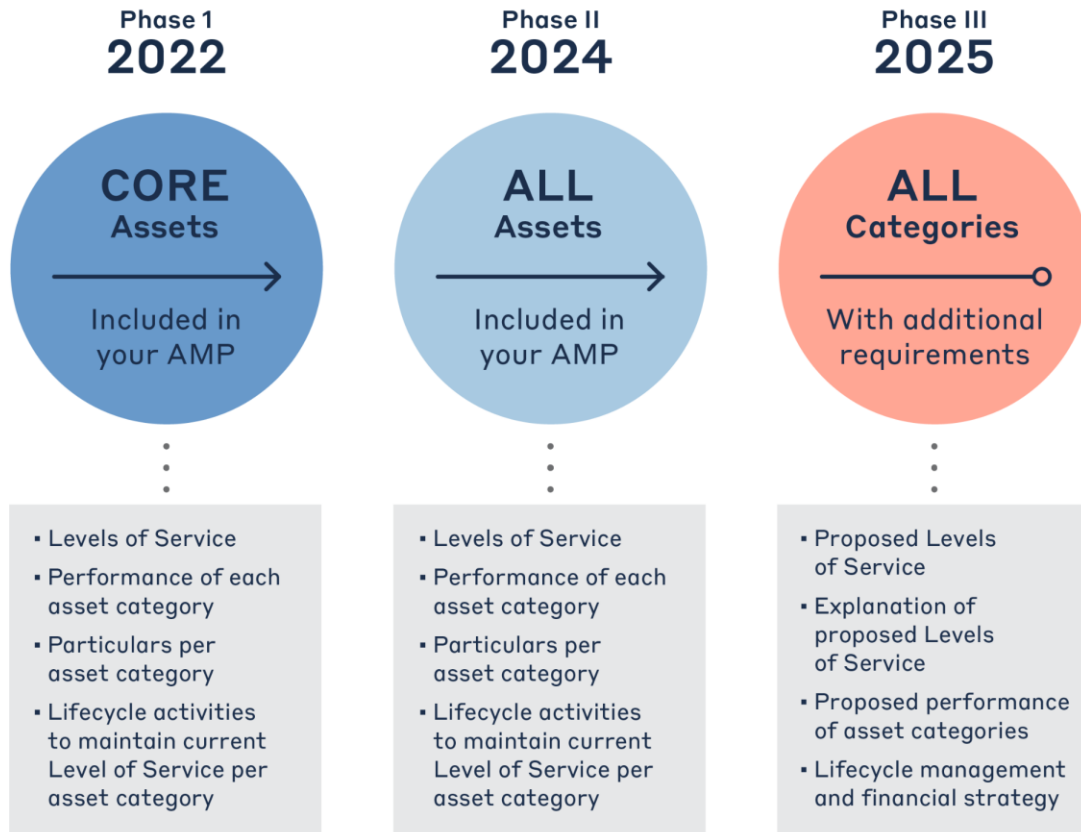 Phase 1
2022
CORE
Assets
Included in
your AMP
▪ Levels of Service
▪ Performance of each
asset category
▪ Particulars per
asset category
▪ Lifecycle activities
to maintain current
Level of Service per
asset category
Phase II
2024
ALL
Assets
Included in
your AMP
▪ Levels of Service
▪ Performance of each
asset category
▪ Particulars per
asset category
▪ Lifecycle activities
to maintain current
Level of Service per
asset category
Phase III
2025
ALL
Categories
With additional
requirements
▪ Proposed Levels
of Service
▪ Explanation of
proposed Levels
of Service
▪ Proposed performance
of asset categories
▪ Lifecycle management
and financial strategy